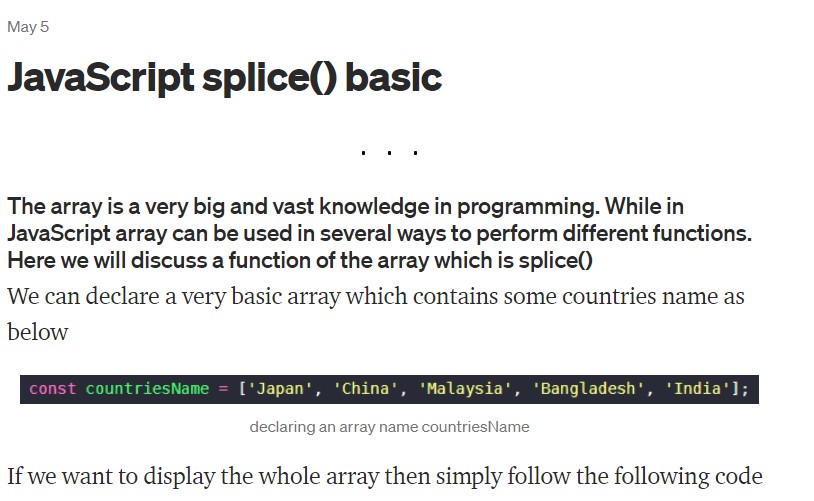 May 5
JavaScript splice() basic
. . .
The array is a very big and vast knowledge in programming. While in
JavaScript array can be used in several ways to perform different functions.
Here we will discuss a function of the array which is splice()
We can declare a very basic array which contains some countries name as
below
const countriesName = ['Japan', 'China', 'Malaysia', 'Bangladesh', 'India'];
declaring an array name countriesName
If we want to display the whole array then simply follow the following code